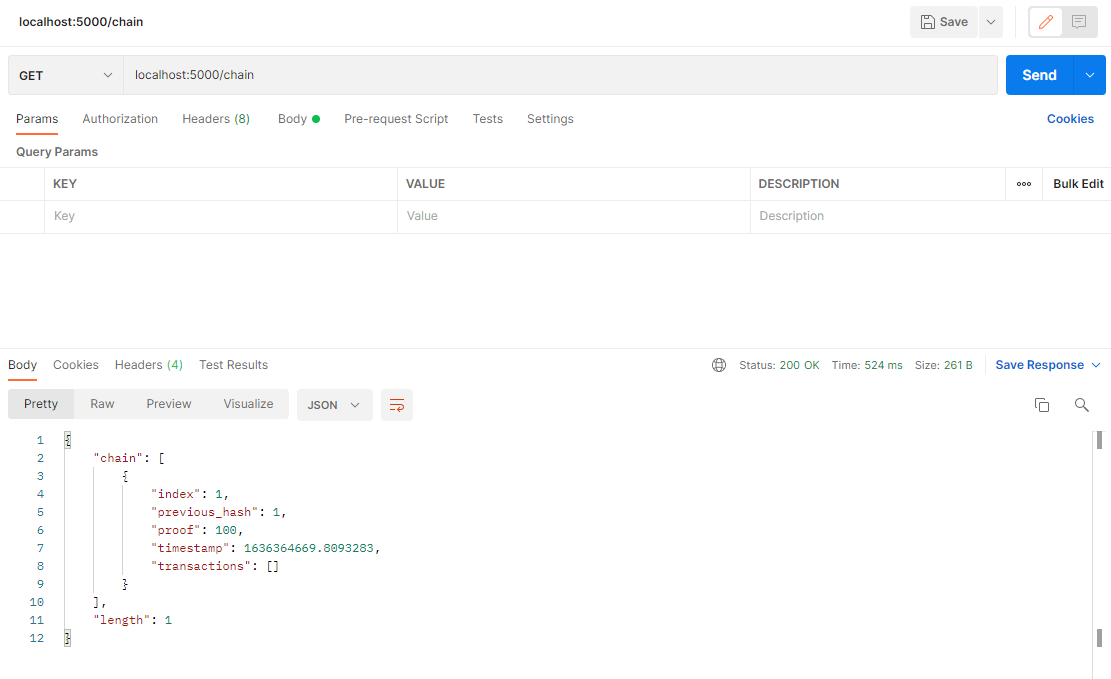 localhost:5000/chain
Save
GET
localhost:5000/chain
Send
Params Authorization Headers (8) Body Pre-request Script Tests Settings Cookies
Query Params
KEY VALUE DESCRIPTION Bulk Edit
Key Value Description
Body Cookies Headers (4) Test Results Status: 200 OK Time: 524 ms Size: 261 B Save Response
Pretty Raw Preview Visualize JSON
1 {
2 "chain": [
3 {
4 "index": 1,
5 "previous_hash": 1,
6 "proof": 100,
7 "timestamp": 1636364669.8093283,
8 "transactions": []
9 }
10 ],
11 "length": 1
12 }